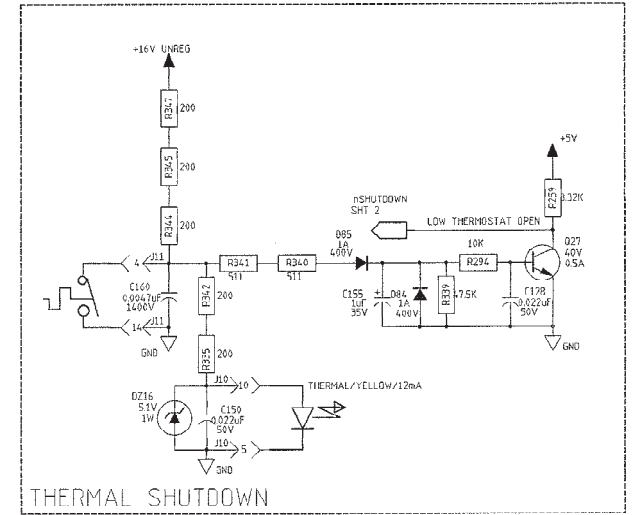 +16V UNREG
R347
200
R345
200
R344
200
+5V
R259
3.32K
nSHUTDOWN
SHT 2
LOW THERMOSTAT OPEN
D85
1A
400V
10K
R294
Q27
40V
0.5A
4
J11
R341
511
R340
511
C160
0.0047uF
1400V
R342
200
14
J11
GND
C155
1uF
35V
+
D84
1A
400V
R339
47.5K
C128
0.022uF
50V
GND
R335
200
J10
10
THERMAL/YELLOW/12mA
DZ16
5.1V
1W
C150
0.022uF
50V
J10
5
GND
THERMAL SHUTDOWN